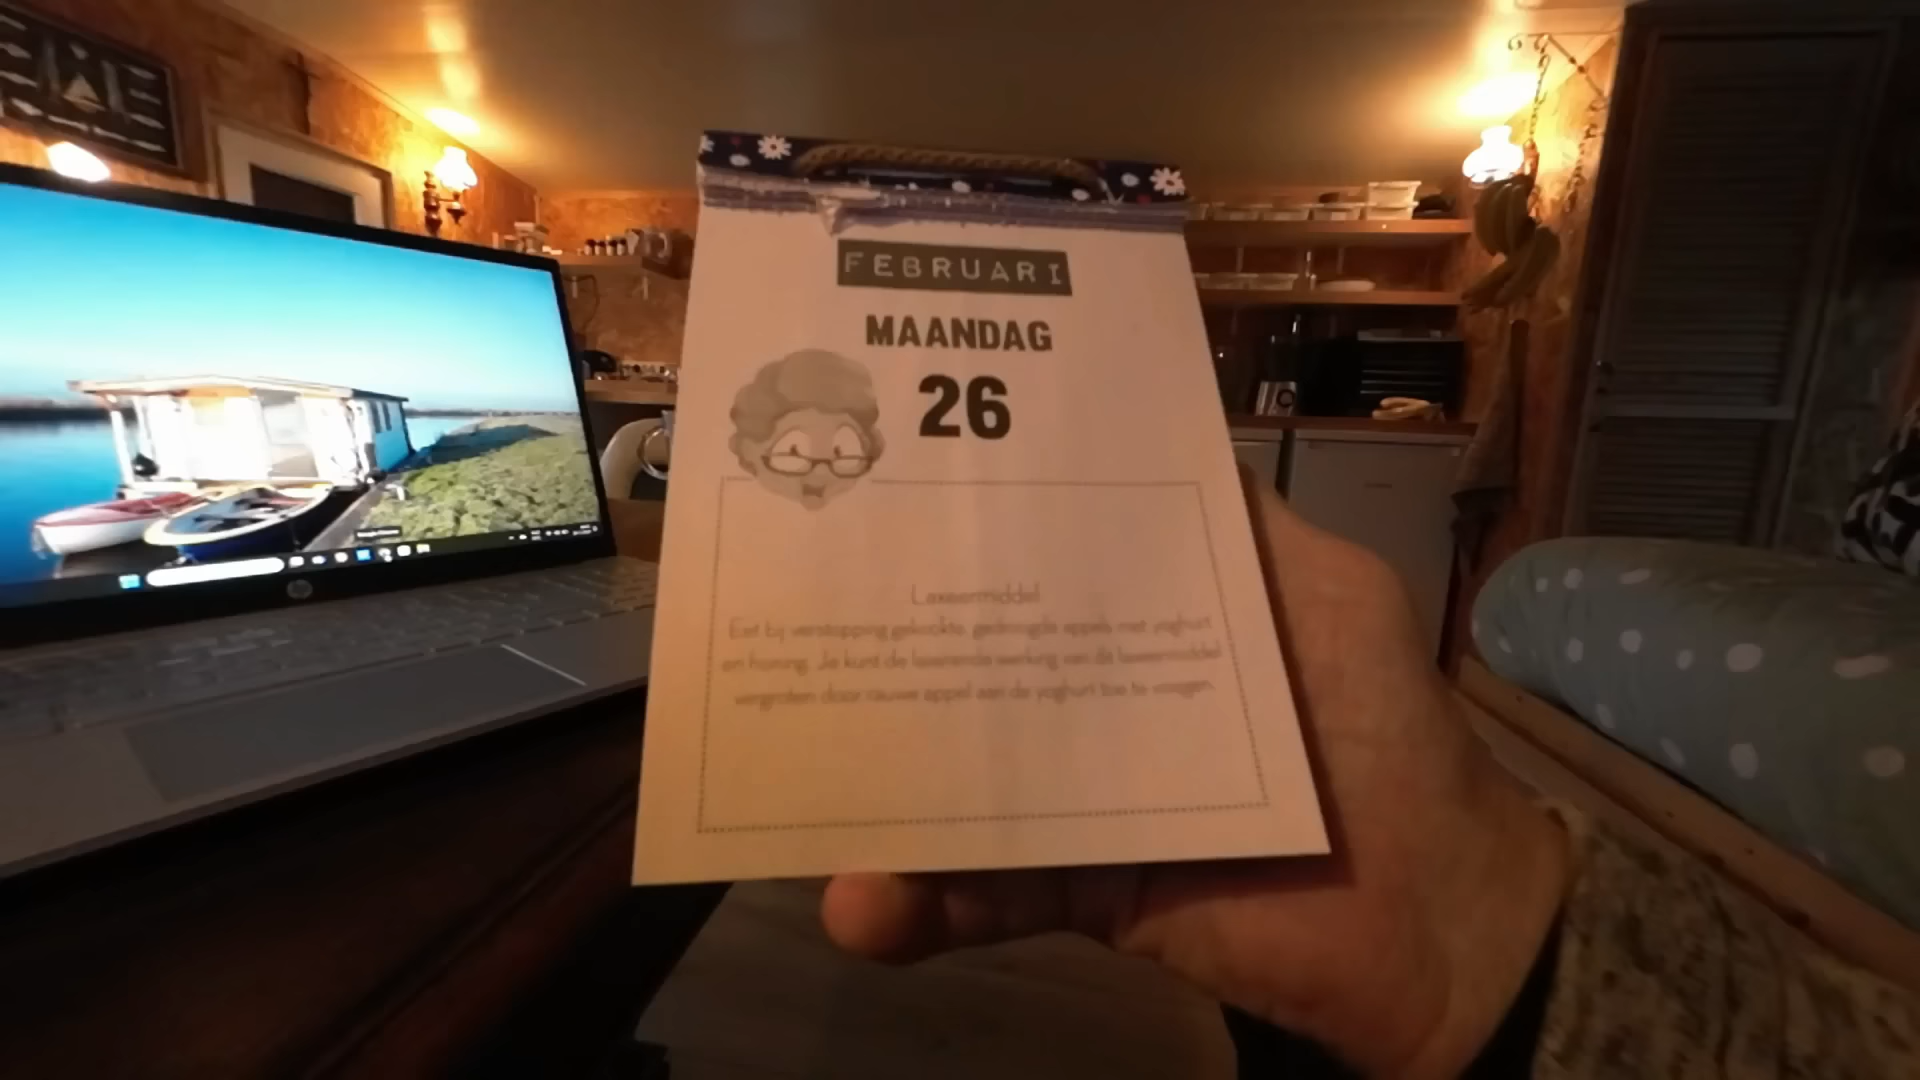 FEBRUARI
MAANDAG
26
Laxeermiddel
Eet bij verstopping gekookte, gedroogde appels met yoghurt
en honing. Je kunt de laxerende werking van dit laxeermiddel
vergroten door rauwe appel aan de yoghurt toe te voegen.